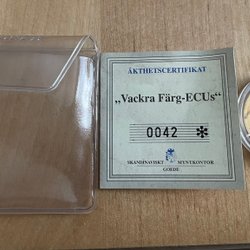 ÄKTHETSCERTIFIKAT
„Vackra Färg-ECUs“
0042 *
SKANDINAVISKT MYNTKONTOR
GOEDE